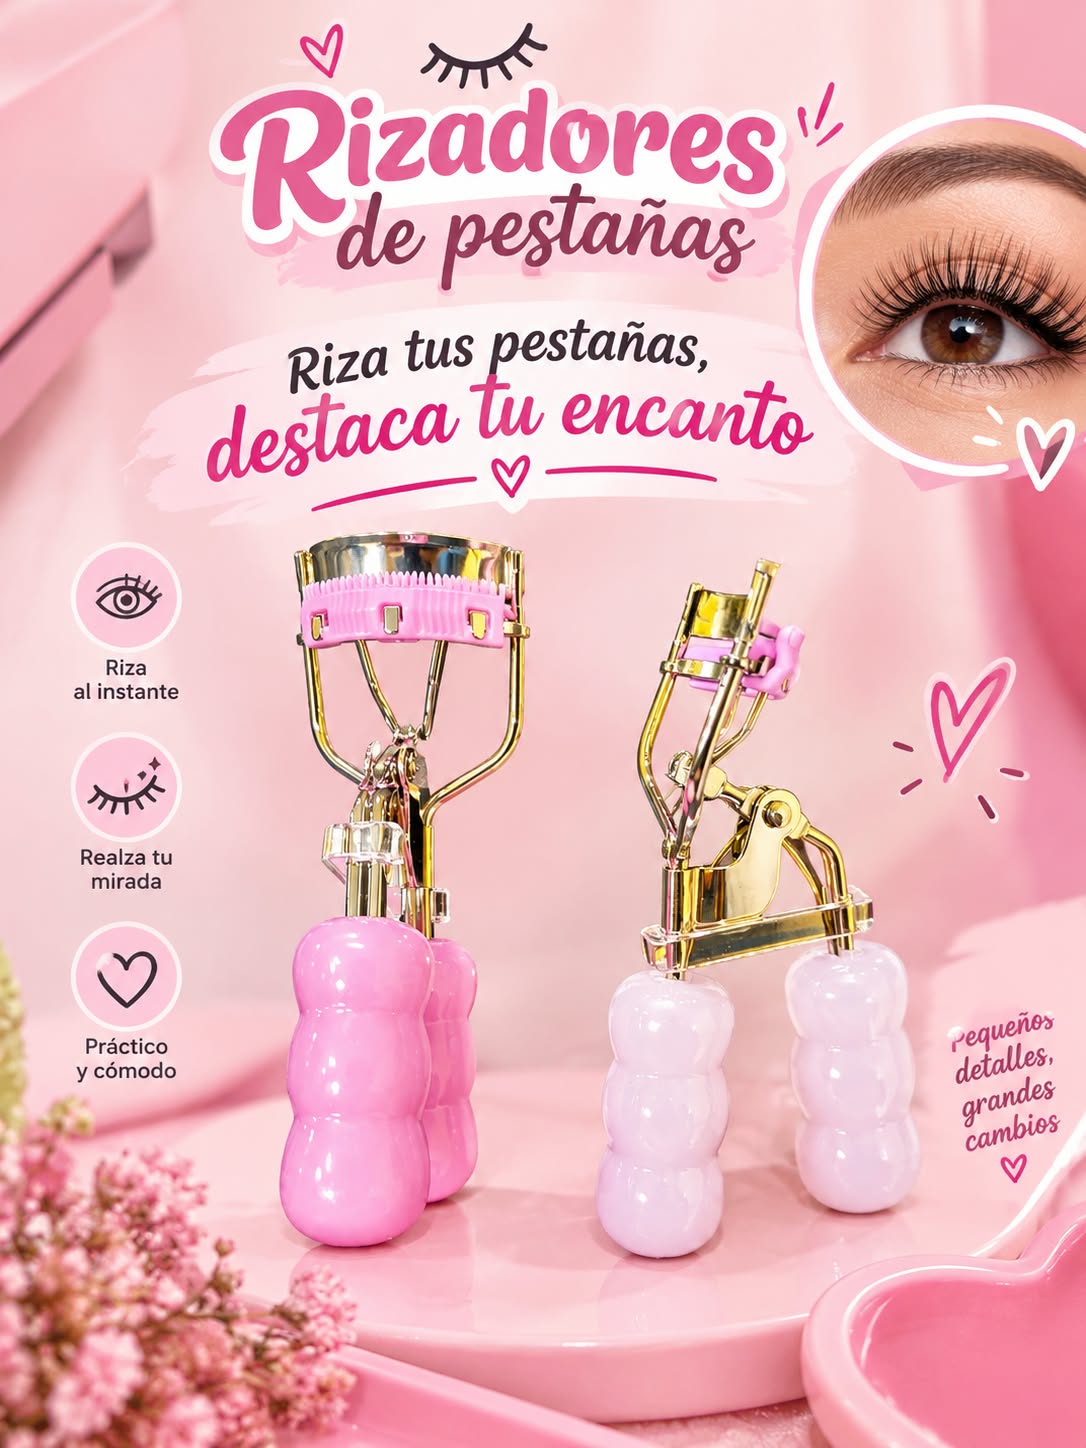 Rizadores
de pestañas
Riza tus pestañas,
destaca tu encanto
Riza
al instante
Realza tu
mirada
Práctico
y cómodo
Pequeños
detalles,
grandes
cambios